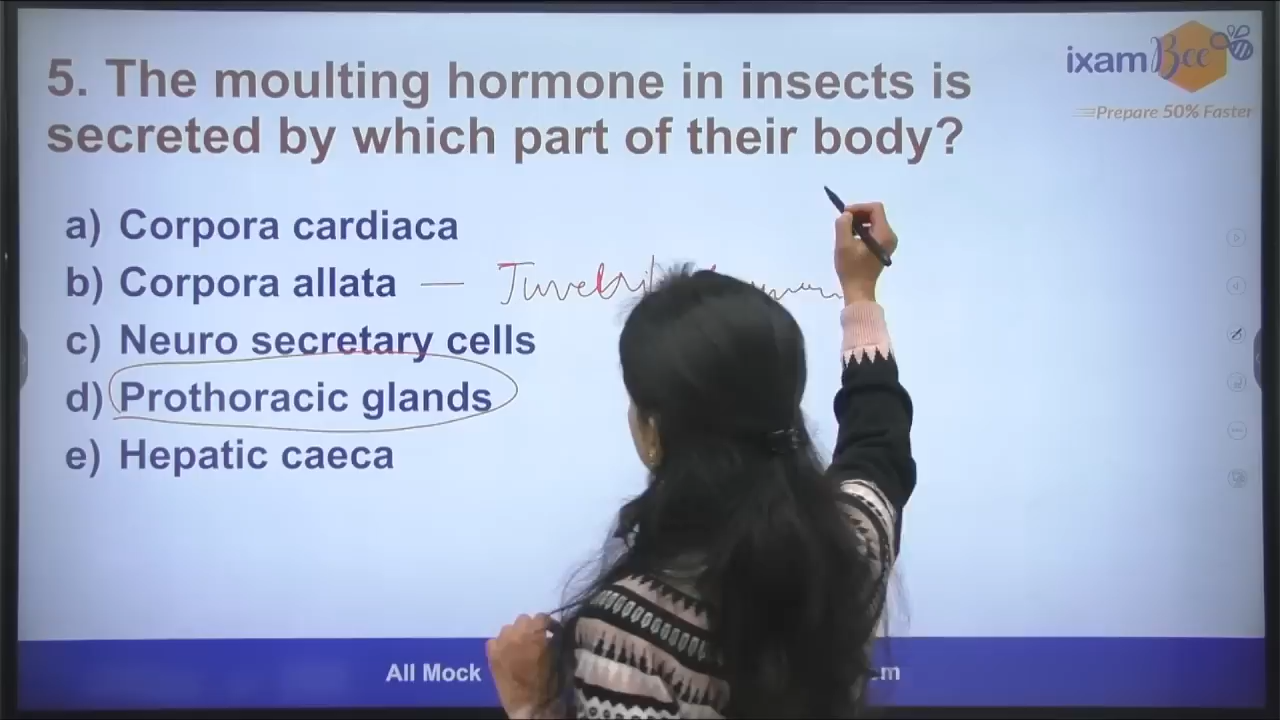 ixamBee
Prepare 50% Faster
5. The moulting hormone in insects is
secreted by which part of their body?
a) Corpora cardiaca
b) Corpora allata —
c) Neuro secretary cells
d) Prothoracic glands
e) Hepatic caeca
All Mock